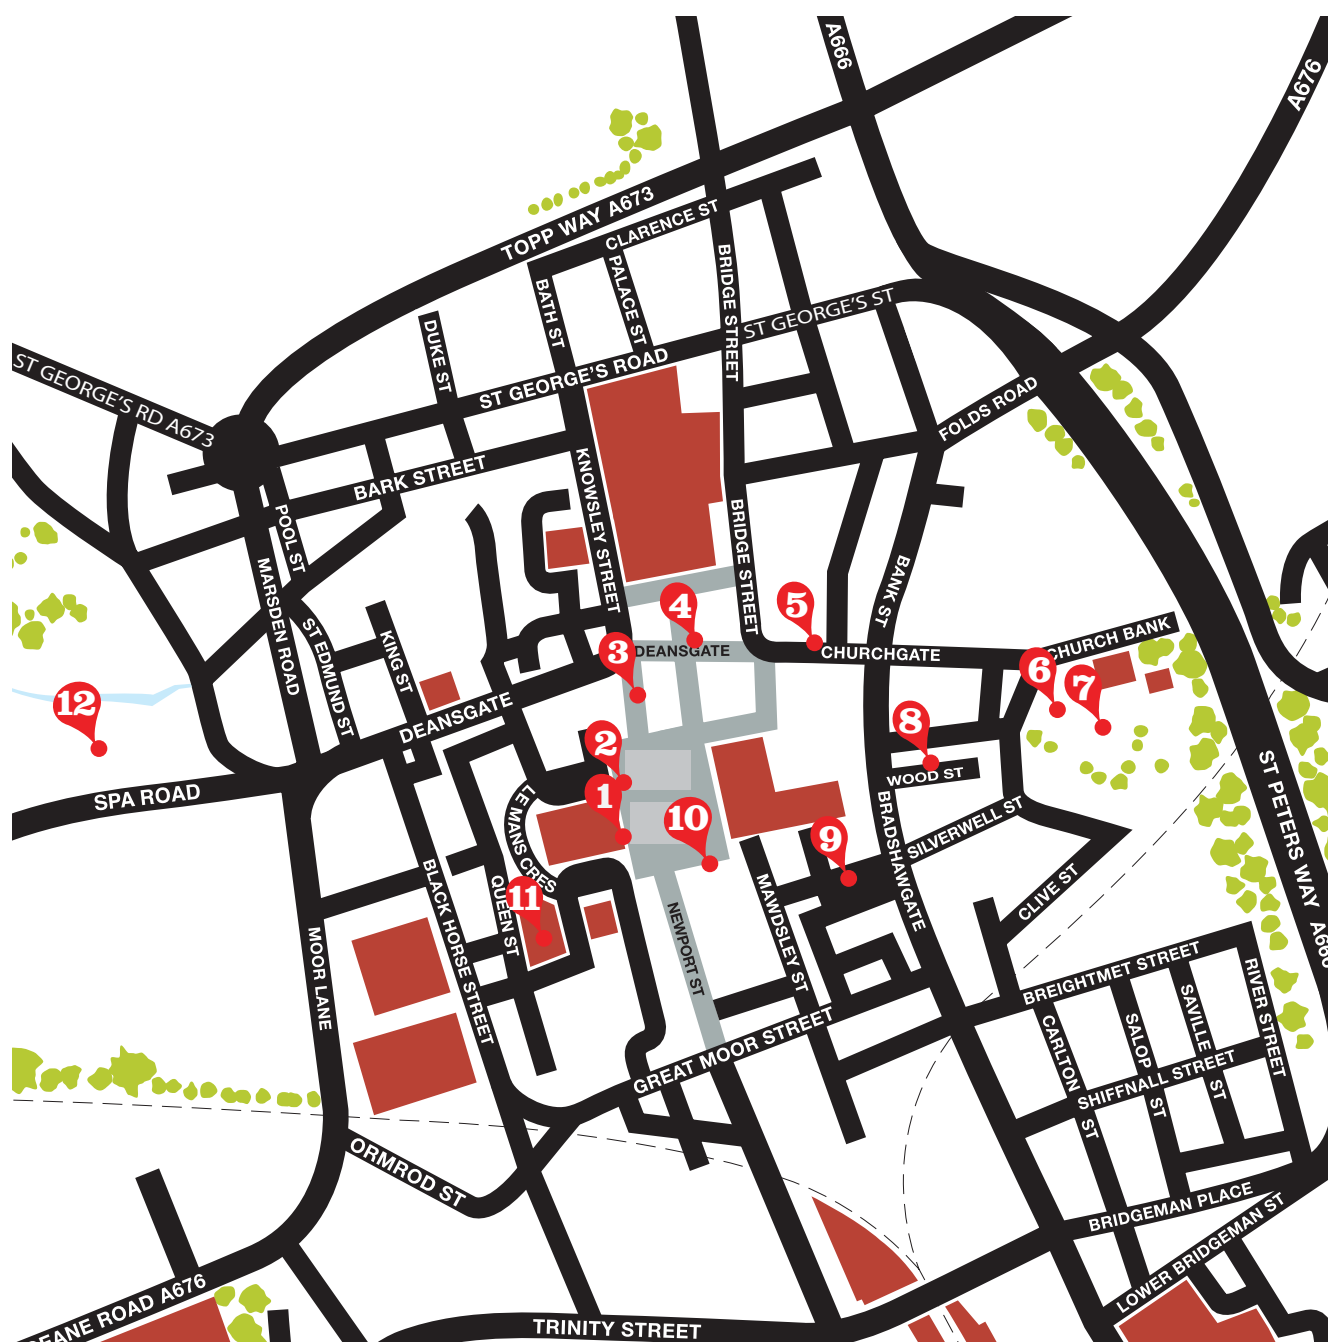 A666
A676
TOPP WAY A673
CLARENCE ST
PALACE ST
BATH ST
BRIDGE STREET
ST GEORGE'S ST
DUKE ST
ST GEORGE'S ROAD
ST GEORGE'S RD A673
FOLDS ROAD
BARK STREET
KNOWSLEY STREET
POOL ST
BRIDGE STREET
MARSDEN ROAD
BANK ST
4
5
ST EDMUND ST
KING ST
3
DEANSGATE
CHURCHGATE
CHURCH BANK
6
7
12
DEANSGATE
8
2
WOOD ST
ST PETERS WAY A666
SPA ROAD
1
LE MANS CRES
10
9
BRADSHAWGATE
SILVERWELL ST
BLACK HORSE STREET
QUEEN ST
11
MAWDSLEY ST
CLIVE ST
NEWPORT ST
MOOR LANE
BREIGHTMET STREET
RIVER STREET
SAVILLE ST
SALOP ST
CARLTON ST
GREAT MOOR STREET
SHIFFNALL STREET
ORMROD ST
BRIDGEMAN PLACE
LOWER BRIDGEMAN ST
EANE ROAD A676
TRINITY STREET